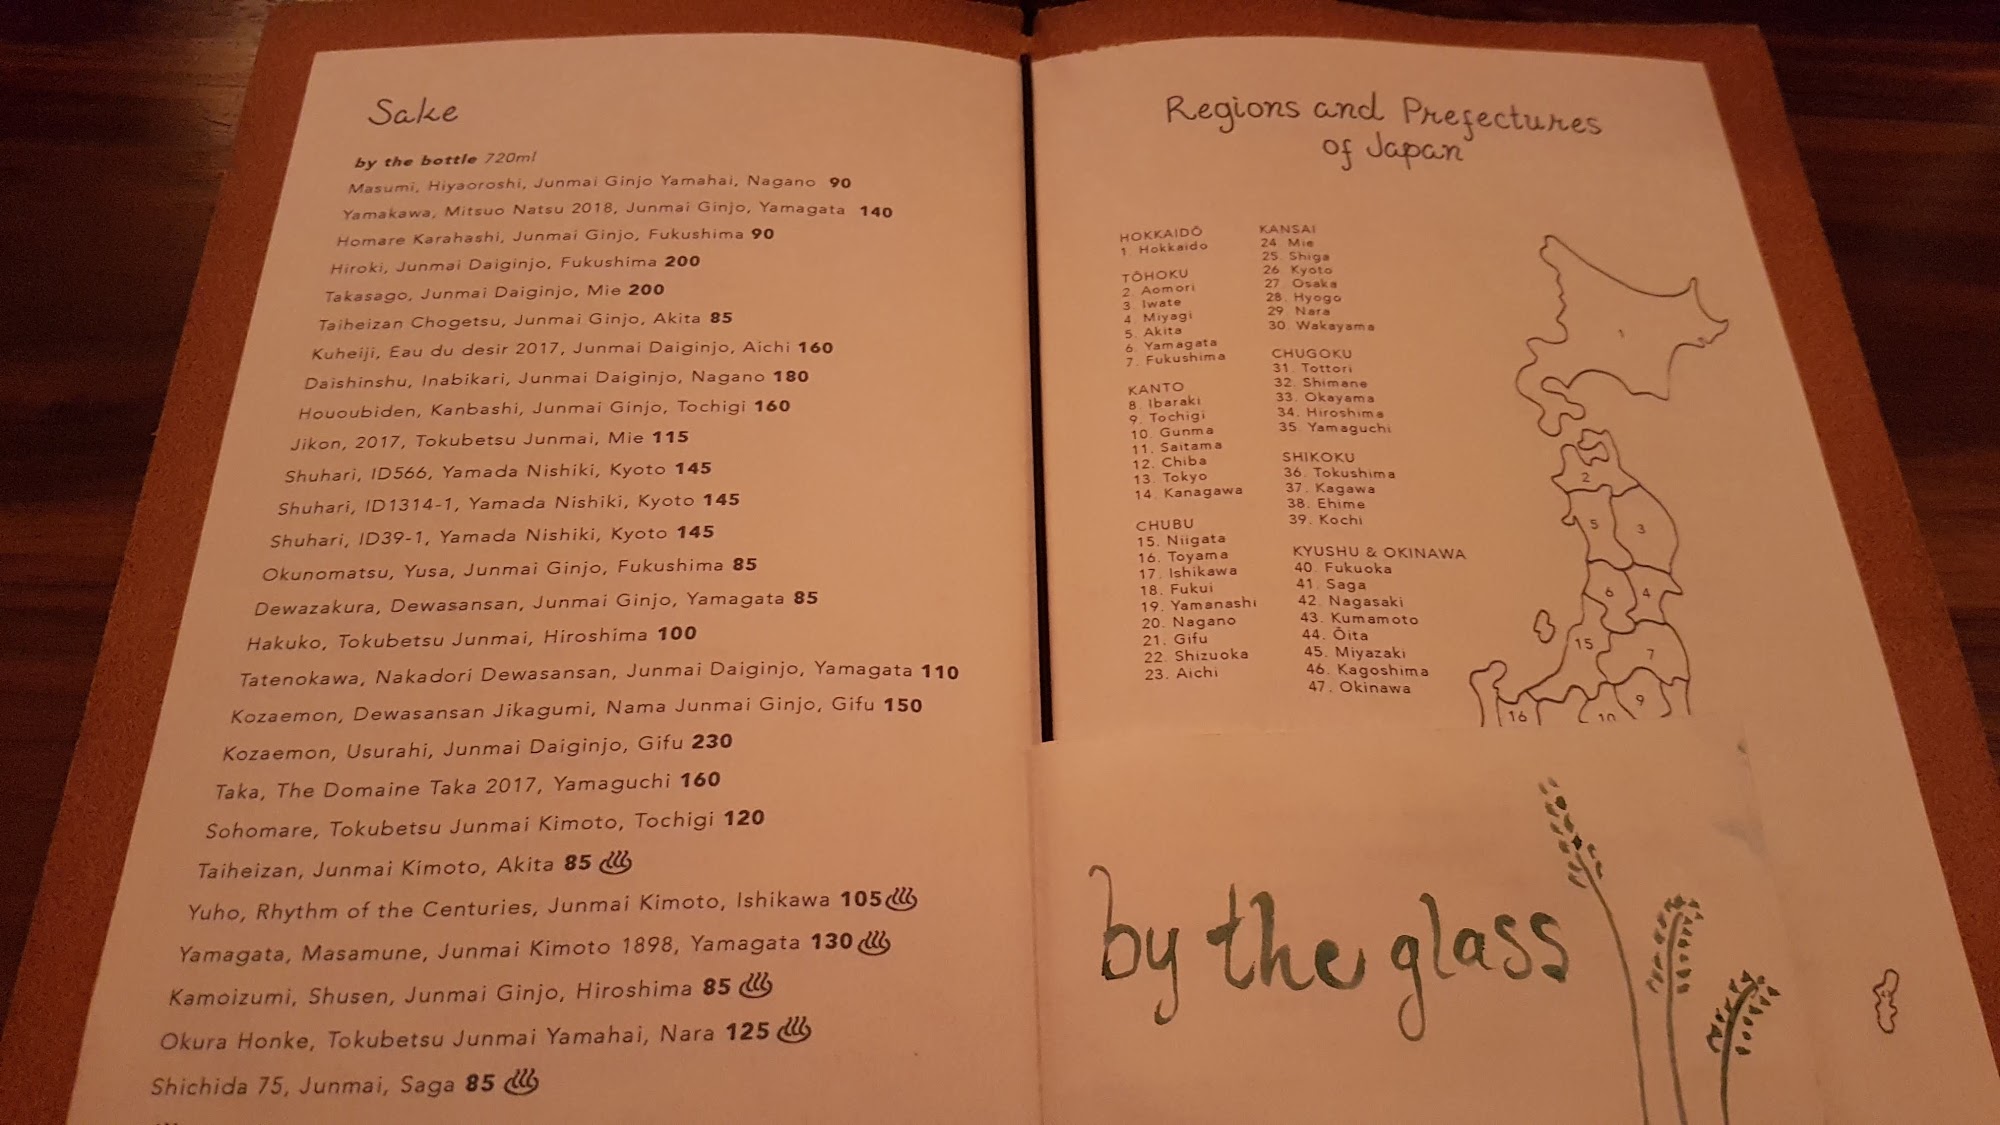 Sake
by the bottle 720ml
Masumi, Hiyaoroshi, Junmai Ginjo Yamahai, Nagano 90
Yamakawa, Mitsuo Natsu 2018, Junmai Ginjo, Yamagata 140
Homare Karahashi, Junmai Ginjo, Fukushima 90
Hiroki, Junmai Daiginjo, Fukushima 200
Takasago, Junmai Daiginjo, Mie 200
Taiheizan Chogetsu, Junmai Ginjo, Akita 85
Kuheiji, Eau du desir 2017, Junmai Daiginjo, Aichi 160
Daishinshu, Inabikari, Junmai Daiginjo, Nagano 180
Hououbiden, Kanbashi, Junmai Ginjo, Tochigi 160
Jikon, 2017, Tokubetsu Junmai, Mie 115
Shuhari, ID566, Yamada Nishiki, Kyoto 145
Shuhari, ID1314-1, Yamada Nishiki, Kyoto 145
Shuhari, ID39-1, Yamada Nishiki, Kyoto 145
Okunomatsu, Yusa, Junmai Ginjo, Fukushima 85
Dewazakura, Dewasansan, Junmai Ginjo, Yamagata 85
Hakuko, Tokubetsu Junmai, Hiroshima 100
Tatenokawa, Nakadori Dewasansan, Junmai Daiginjo, Yamagata 110
Kozaemon, Dewasansan Jikagumi, Nama Junmai Ginjo, Gifu 150
Kozaemon, Usurahi, Junmai Daiginjo, Gifu 230
Taka, The Domaine Taka 2017, Yamaguchi 160
Sohomare, Tokubetsu Junmai Kimoto, Tochigi 120
Taiheizan, Junmai Kimoto, Akita 85
Yuho, Rhythm of the Centuries, Junmai Kimoto, Ishikawa 105
Yamagata, Masamune, Junmai Kimoto 1898, Yamagata 130
Kamoizumi, Shusen, Junmai Ginjo, Hiroshima 85
Okura Honke, Tokubetsu Junmai Yamahai, Nara 125
Shichida 75, Junmai, Saga 85
Regions and Prefectures
of Japan
HOKKAIDŌ
1. Hokkaido
TŌHOKU
2. Aomori
3. Iwate
4. Miyagi
5. Akita
6. Yamagata
7. Fukushima
KANTO
8. Ibaraki
9. Tochigi
10. Gunma
11. Saitama
12. Chiba
13. Tokyo
14. Kanagawa
CHUBU
15. Niigata
16. Toyama
17. Ishikawa
18. Fukui
19. Yamanashi
20. Nagano
21. Gifu
22. Shizuoka
23. Aichi
KANSAI
24. Mie
25. Shiga
26. Kyoto
27. Osaka
28. Hyogo
29. Nara
30. Wakayama
CHUGOKU
31. Tottori
32. Shimane
33. Okayama
34. Hiroshima
35. Yamaguchi
SHIKOKU
36. Tokushima
37. Kagawa
38. Ehime
39. Kochi
KYUSHU & OKINAWA
40. Fukuoka
41. Saga
42. Nagasaki
43. Kumamoto
44. Ōita
45. Miyazaki
46. Kagoshima
47. Okinawa
1
2
5
3
6
4
15
7
9
16
10
by the glass